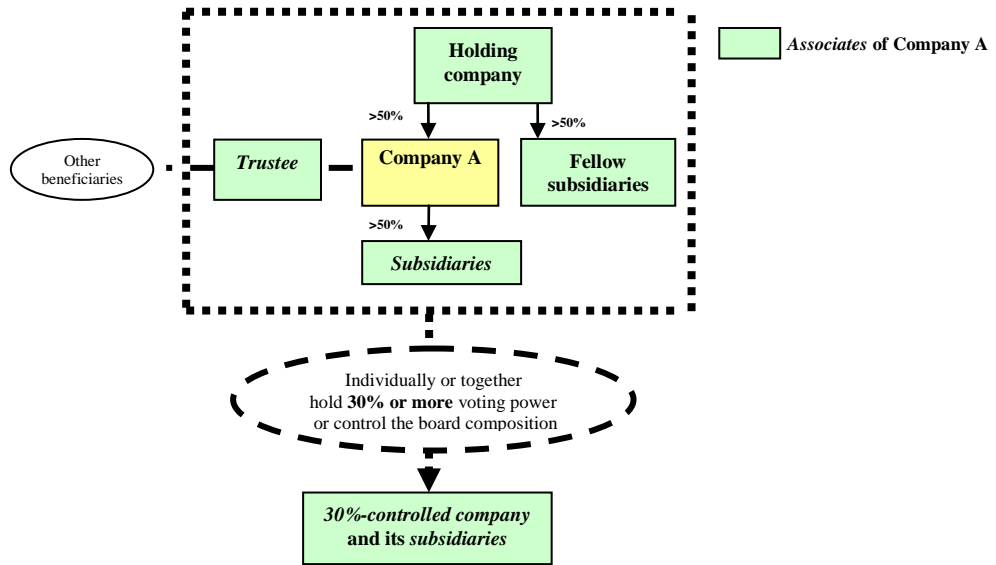 Holding
company
Associates of Company A
>50%
>50%
Other
beneficiaries
Trustee
Company A
Fellow
subsidiaries
>50%
Subsidiaries
Individually or together
hold 30% or more voting power
or control the board composition
30%-controlled company
and its subsidiaries